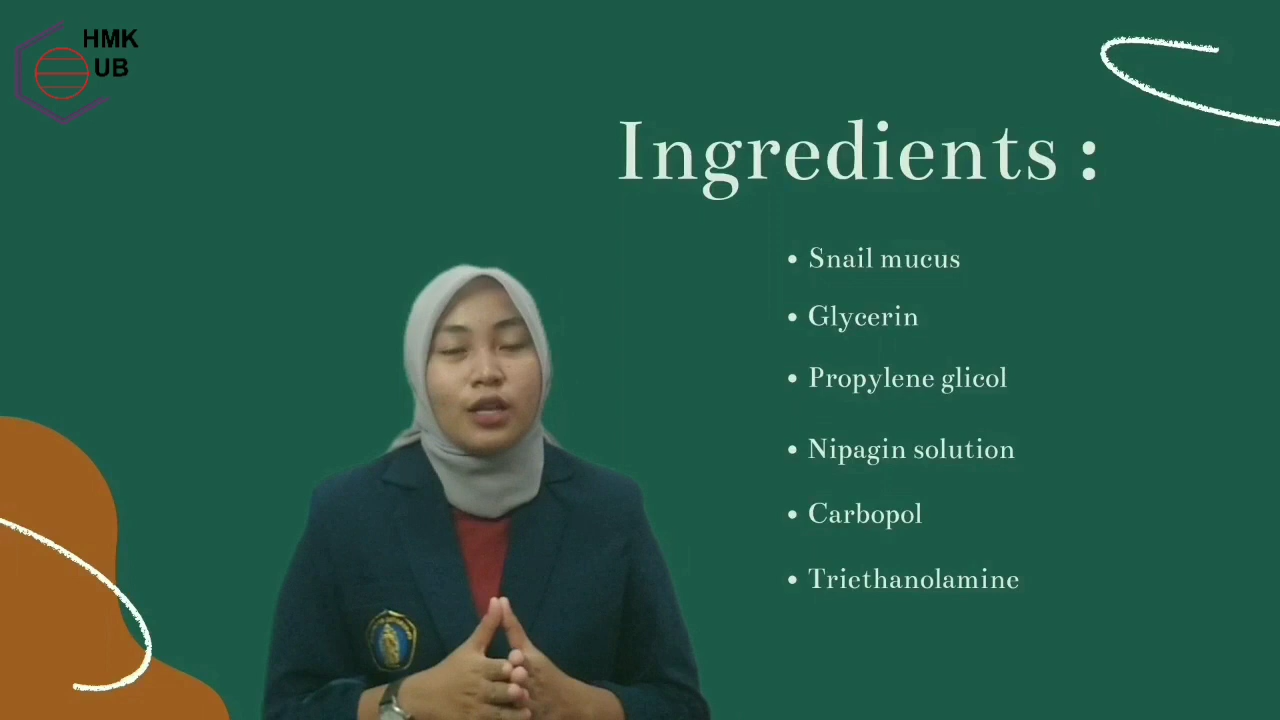 HMK
UB
Ingredients :
• Snail mucus
• Glycerin
• Propylene glicol
• Nipagin solution
• Carbopol
• Triethanolamine